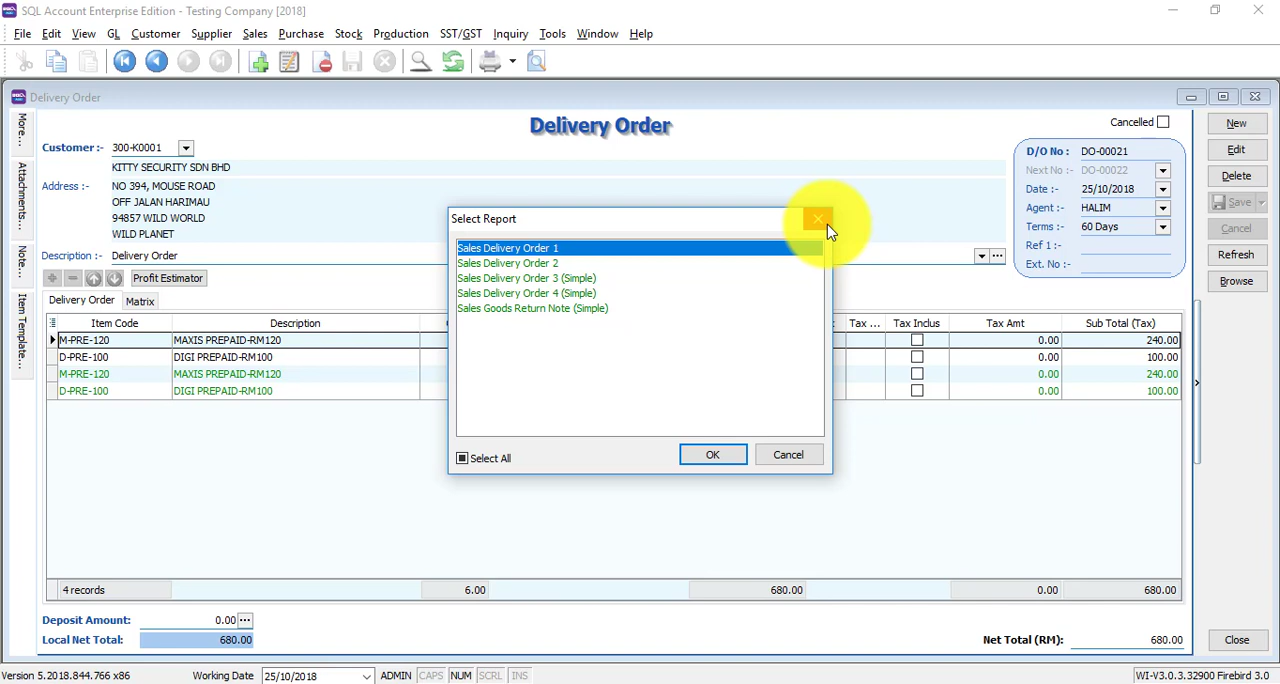 SQL Account Enterprise Edition - Testing Company [2018]
File Edit View GL Customer Supplier Sales Purchase Stock Production SST/GST Inquiry Tools Window Help
Delivery Order
Delivery Order
Cancelled
More...
Attachments...
Note...
Item Template...
Customer :- 300-K0001
KITTY SECURITY SDN BHD
Address :- NO 394, MOUSE ROAD
OFF JALAN HARIMAU
94857 WILD WORLD
WILD PLANET
Description :- Delivery Order
Profit Estimator
D/O No : DO-00021
Next No :- DO-00022
Date :- 25/10/2018
Agent :- HALIM
Terms :- 60 Days
Ref 1 :-
Ext. No :-
New
Edit
Delete
Save
Cancel
Refresh
Browse
Select Report
Sales Delivery Order 1
Sales Delivery Order 2
Sales Delivery Order 3 (Simple)
Sales Delivery Order 4 (Simple)
Sales Goods Return Note (Simple)
Select All
OK
Cancel
Delivery Order Matrix
Item Code Description Tax ... Tax Inclus Tax Amt Sub Total (Tax)
M-PRE-120 MAXIS PREPAID-RM120 0.00 240.00
D-PRE-100 DIGI PREPAID-RM100 0.00 100.00
M-PRE-120 MAXIS PREPAID-RM120 0.00 240.00
D-PRE-100 DIGI PREPAID-RM100 0.00 100.00
4 records 6.00 680.00 0.00 680.00
Deposit Amount: 0.00
Local Net Total: 680.00
Net Total (RM): 680.00
Close
Version 5.2018.844.766 x86 Working Date 25/10/2018 ADMIN CAPS NUM SCRL INS WI-V3.0.3.32900 Firebird 3.0